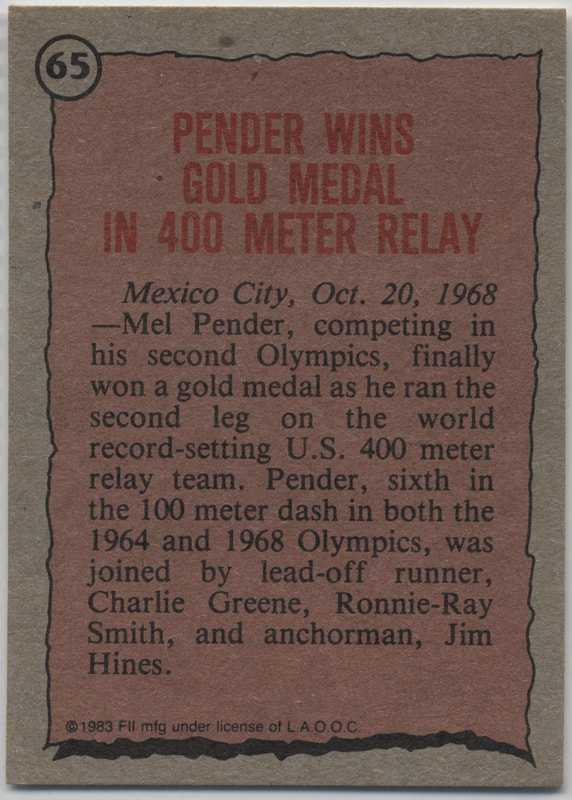 65
PENDER WINS
GOLD MEDAL
IN 400 METER RELAY
Mexico City, Oct. 20, 1968
—Mel Pender, competing in
his second Olympics, finally
won a gold medal as he ran the
second leg on the world
record-setting U.S. 400 meter
relay team. Pender, sixth in
the 100 meter dash in both the
1964 and 1968 Olympics, was
joined by lead-off runner,
Charlie Greene, Ronnie-Ray
Smith, and anchorman, Jim
Hines.
©1983 FII mfg under license of L.A.O.O.C.